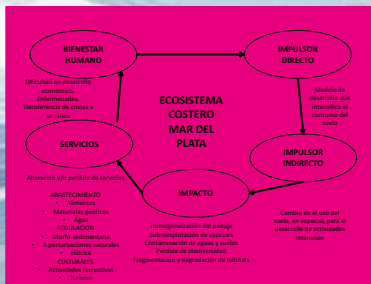 BIENESTAR
HUMANO
Dificultad en desarrollo
económico.
Enfermedades.
Transferencia de costos a
usuarios
IMPULSOR
DIRECTO
Modelo de
desarrollo que
intensifica el
consumo del
suelo
ECOSISTEMA
COSTERO
MAR DEL
PLATA
SERVICIOS
Alteración y/o perdida de servicios
ABASTECIMIENTO
• Alimentos
• Materiales
• Agua
REGULACIÓN
• Morfo-sedimentaria
• A perturbaciones naturales
• Hídrica
CULTURALES
• Actividades recreativas
• Turismo
IMPULSOR
INDIRECTO
Cambio en el uso del
suelo, en especial, para el
desarrollo de actividades
intensivas
IMPACTO
Homogeneización del paisaje
Sobreexplotación de especies
Contaminación de aguas y suelos
Perdida de biodiversidad
Fragmentación y degradación de hábitats